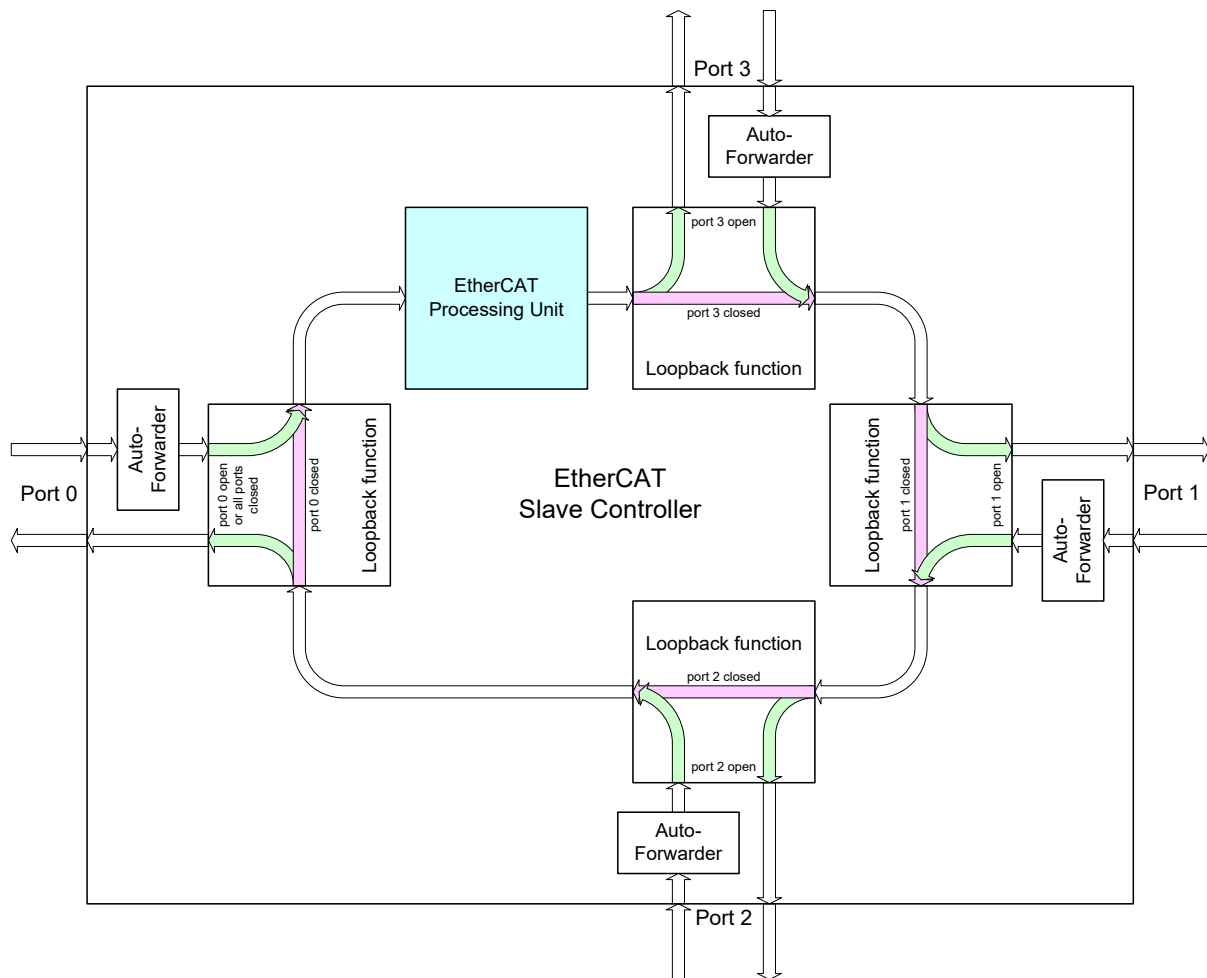 Port 3
Auto-
Forwarder
port 3 open
EtherCAT
Processing Unit
port 3 closed
Loopback function
Auto-
Forwarder
Port 0
port 0 open
or all ports
closed
port 0 closed
Loopback function
EtherCAT
Slave Controller
Loopback function
port 1 closed
port 1 open
Auto-
Forwarder
Port 1
Loopback function
port 2 closed
port 2 open
Auto-
Forwarder
Port 2